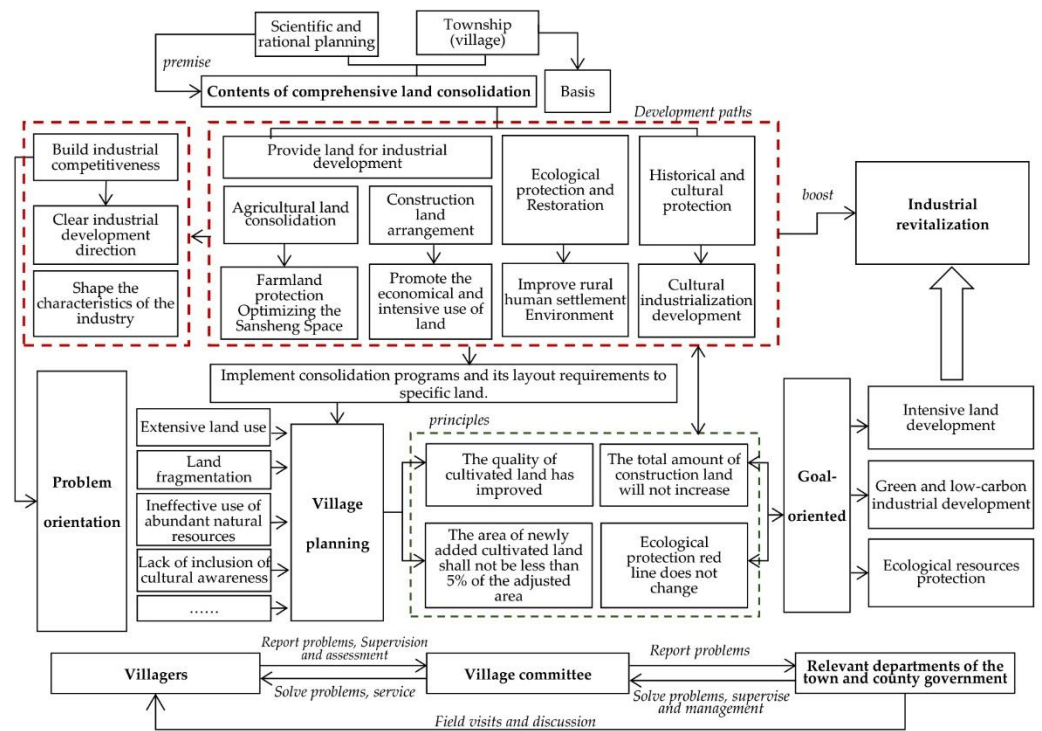 Scientific and
rational planning
Township
(village)
premise
Contents of comprehensive land consolidation
Basis
Development paths
Build industrial
competitiveness
Clear industrial
development
direction
Shape the
characteristics of the
industry
Provide land for industrial
development
Agricultural land
consolidation
Construction
land
arrangement
Ecological
protection and
Restoration
Historical and
cultural
protection
Farmland
protection
Optimizing the
Sansheng Space
Promote the
economical and
intensive use of
land
Improve rural
human settlement
Environment
Cultural
industrialization
development
boost
Industrial
revitalization
Implement consolidation programs and its layout requirements to
specific land.
Problem
orientation
Extensive land use
Land
fragmentation
Ineffective use of
abundant natural
resources
Lack of inclusion of
cultural awareness
......
Village
planning
principles
The quality of
cultivated land has
improved
The total amount of
construction land
will not increase
The area of newly
added cultivated land
shall not be less than
5% of the adjusted
area
Ecological
protection red
line does not
change
Goal-
oriented
Intensive land
development
Green and low-carbon
industrial development
Ecological resources
protection
Villagers
Report problems, Supervision
and assessment
Solve problems, service
Village committee
Report problems
Solve problems, supervise
and management
Relevant departments of the
town and county government
Field visits and discussion